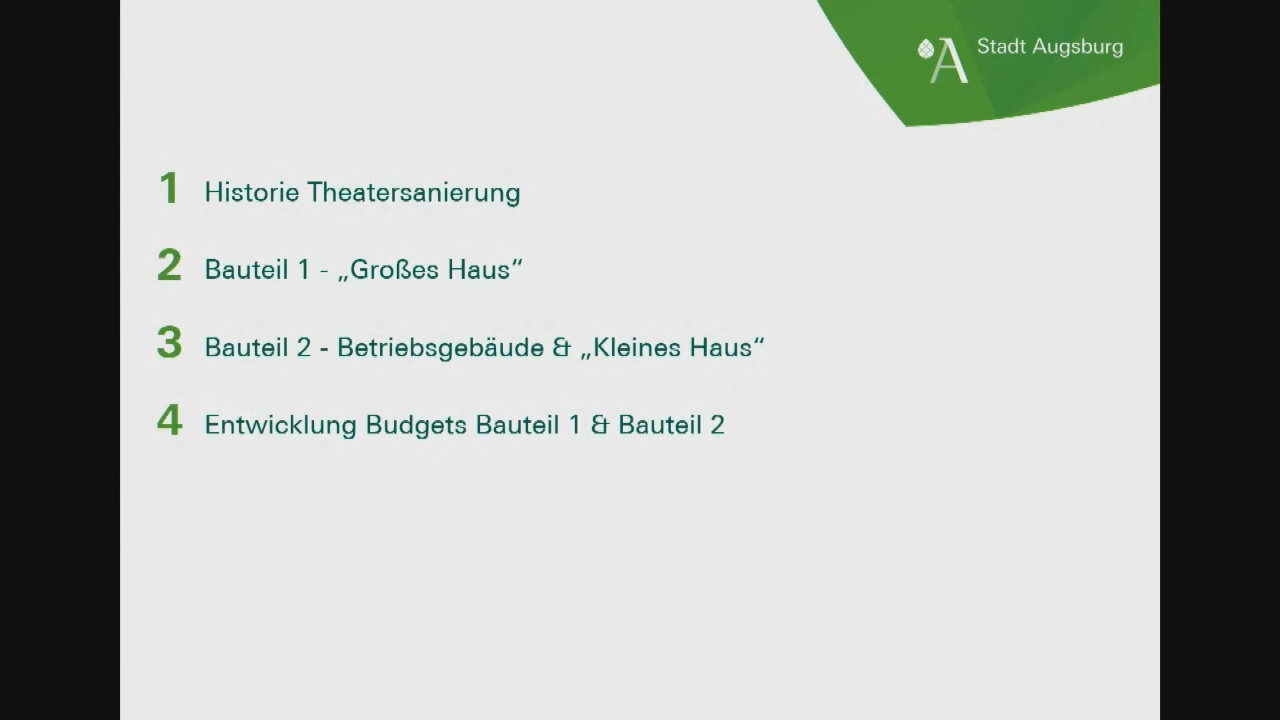 Stadt Augsburg
1 Historie Theatersanierung
2 Bauteil 1 - „Großes Haus“
3 Bauteil 2 - Betriebsgebäude & „Kleines Haus“
4 Entwicklung Budgets Bauteil 1 & Bauteil 2